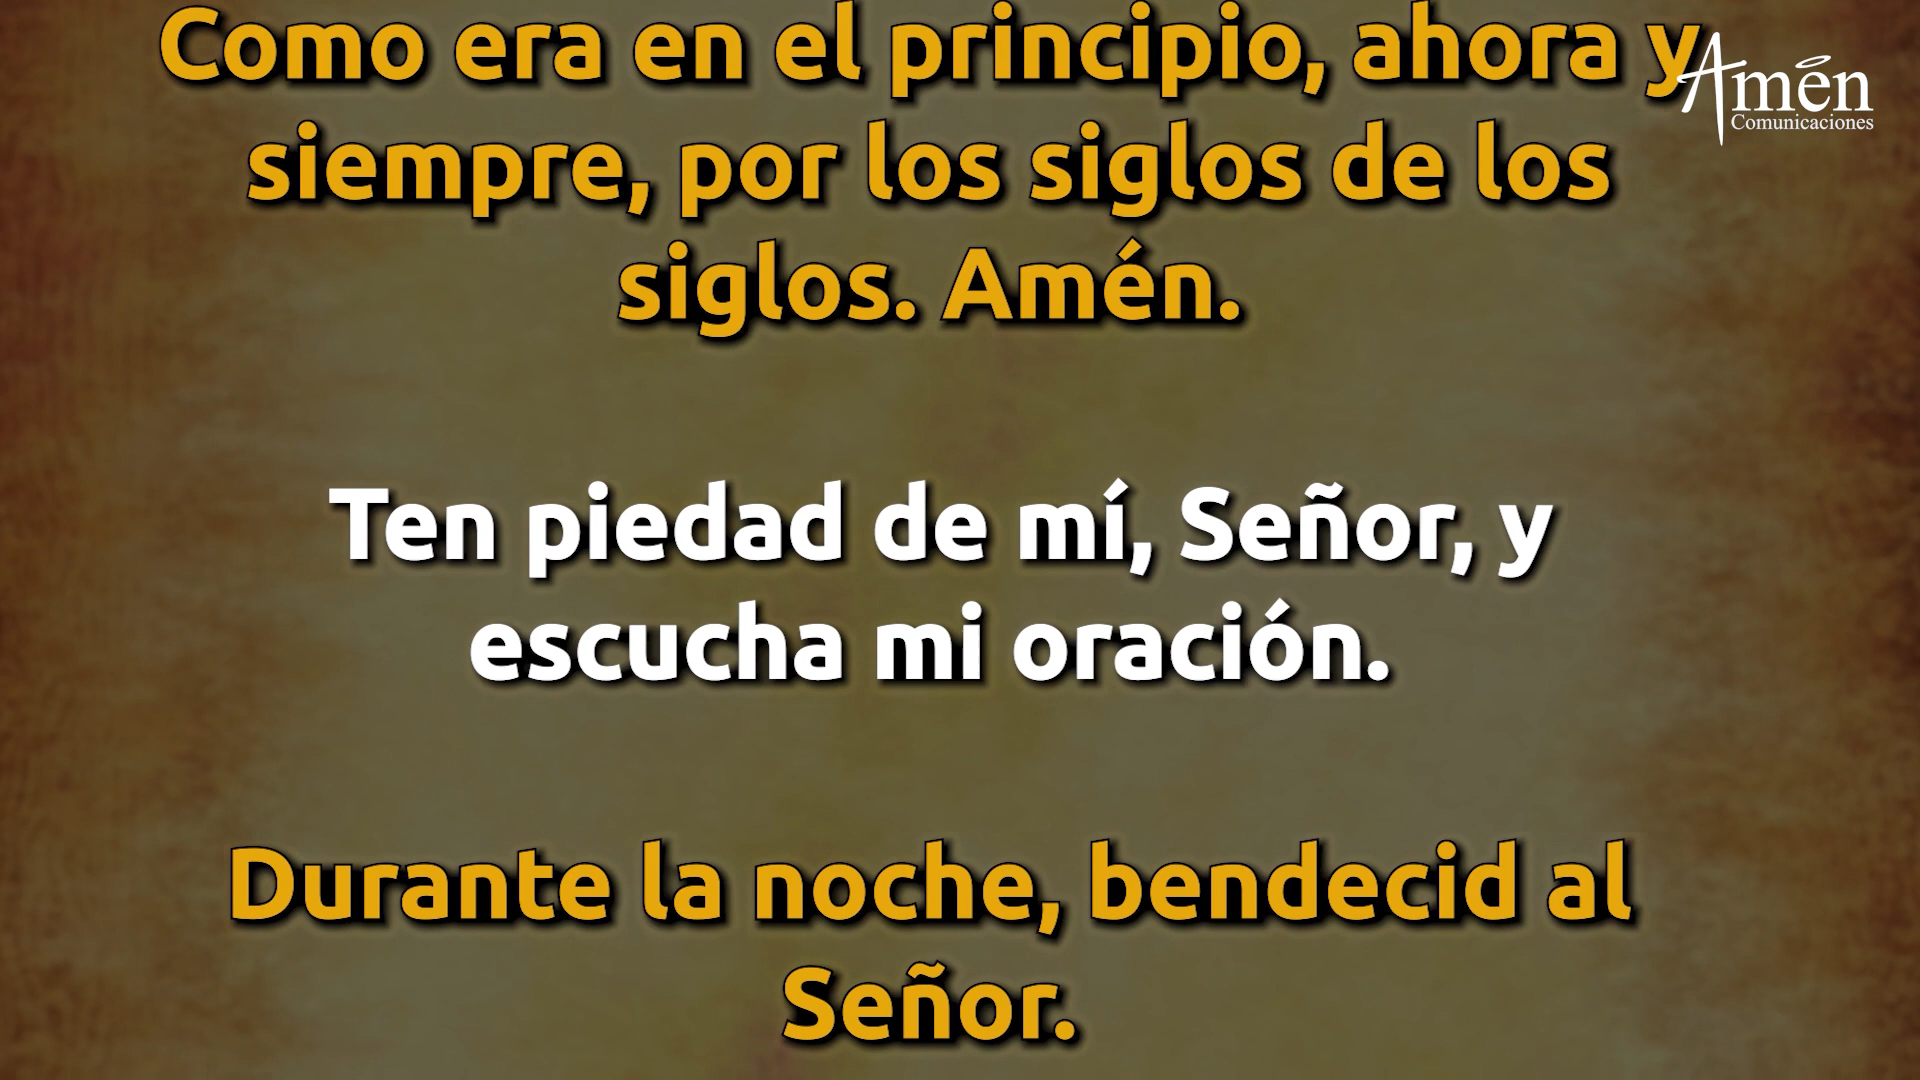 Como era en el principio, ahora y
Amén
Comunicaciones
siempre, por los siglos de los
siglos. Amén.
Ten piedad de mí, Señor, y
escucha mi oración.
Durante la noche, bendecid al
Señor.